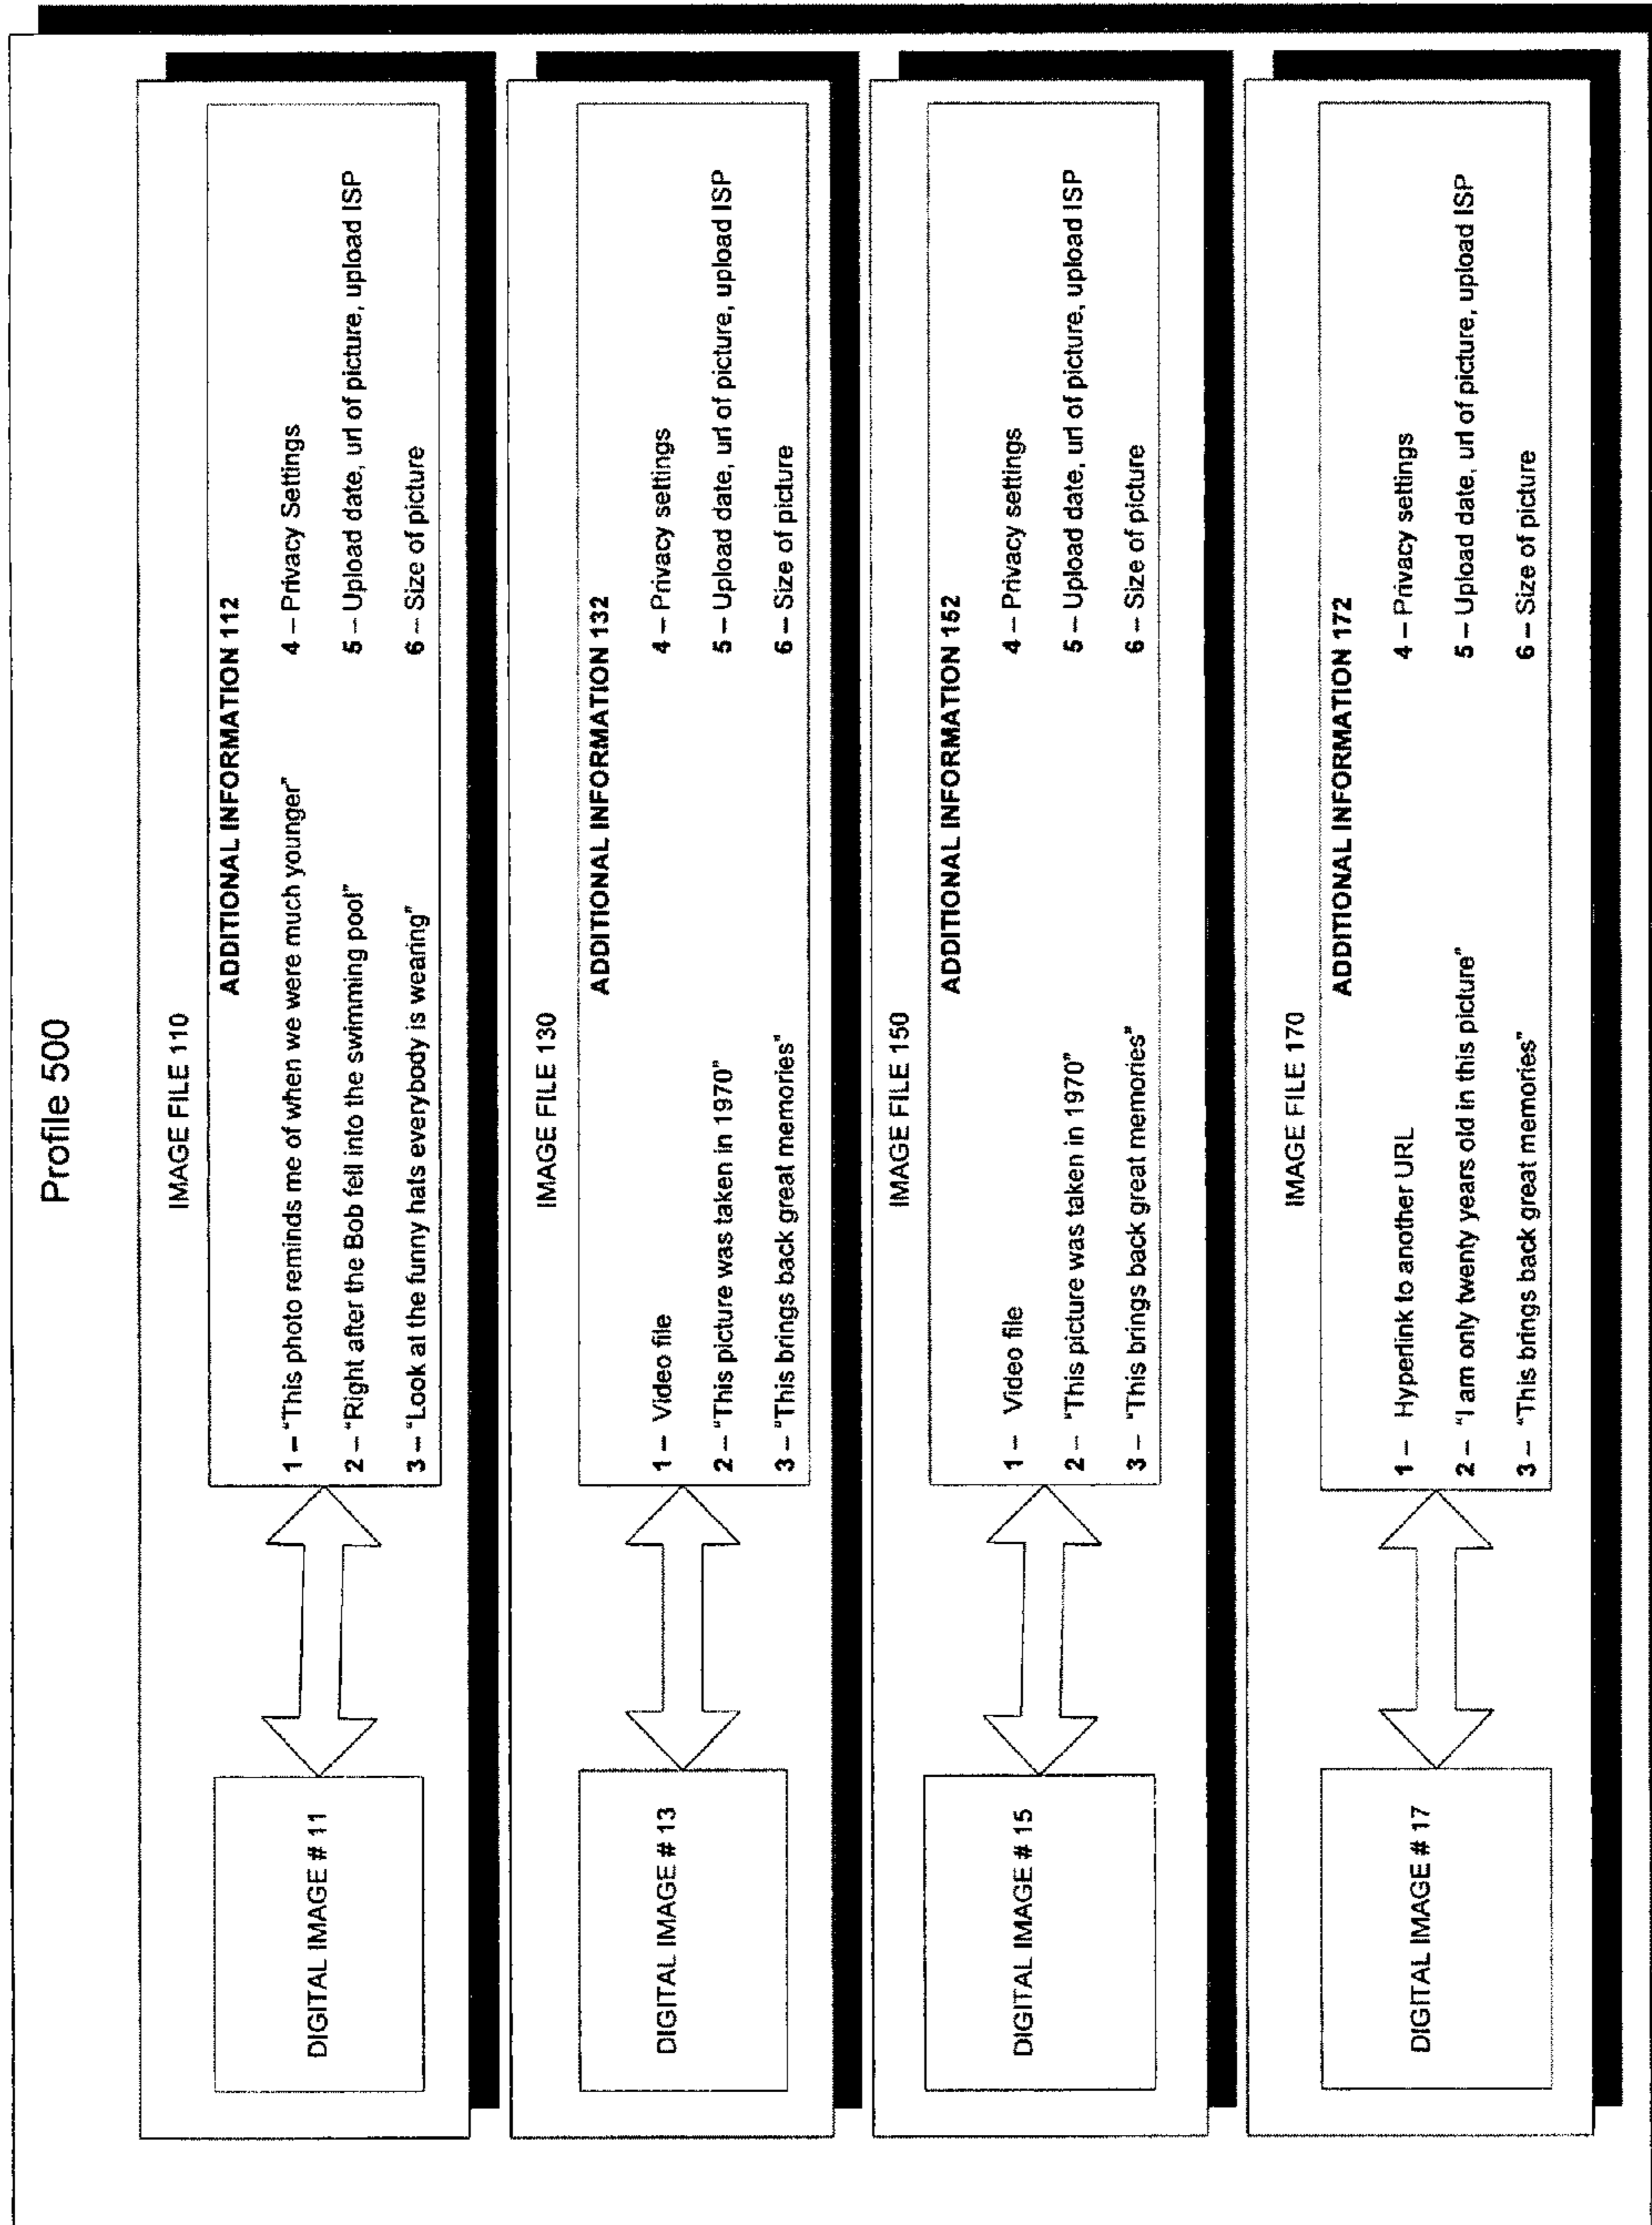 Profile 500
IMAGE FILE 110
ADDITIONAL INFORMATION 112
DIGITAL IMAGE # 11
1 – "This photo reminds me of when we were much younger"
2 – "Right after the Bob fell into the swimming pool"
3 – "Look at the funny hats everybody is wearing"
4 – Privacy Settings
5 – Upload date, url of picture, upload ISP
6 – Size of picture
IMAGE FILE 130
ADDITIONAL INFORMATION 132
DIGITAL IMAGE # 13
1 – Video file
2 – "This picture was taken in 1970"
3 – "This brings back great memories"
4 – Privacy settings
5 – Upload date, url of picture, upload ISP
6 – Size of picture
IMAGE FILE 150
ADDITIONAL INFORMATION 152
DIGITAL IMAGE # 15
1 – Video file
2 – "This picture was taken in 1970"
3 – "This brings back great memories"
4 – Privacy settings
5 – Upload date, url of picture, upload ISP
6 – Size of picture
IMAGE FILE 170
ADDITIONAL INFORMATION 172
DIGITAL IMAGE # 17
1 – Hyperlink to another URL
2 – "I am only twenty years old in this picture"
3 – "This brings back great memories"
4 – Privacy settings
5 – Upload date, url of picture, upload ISP
6 – Size of picture